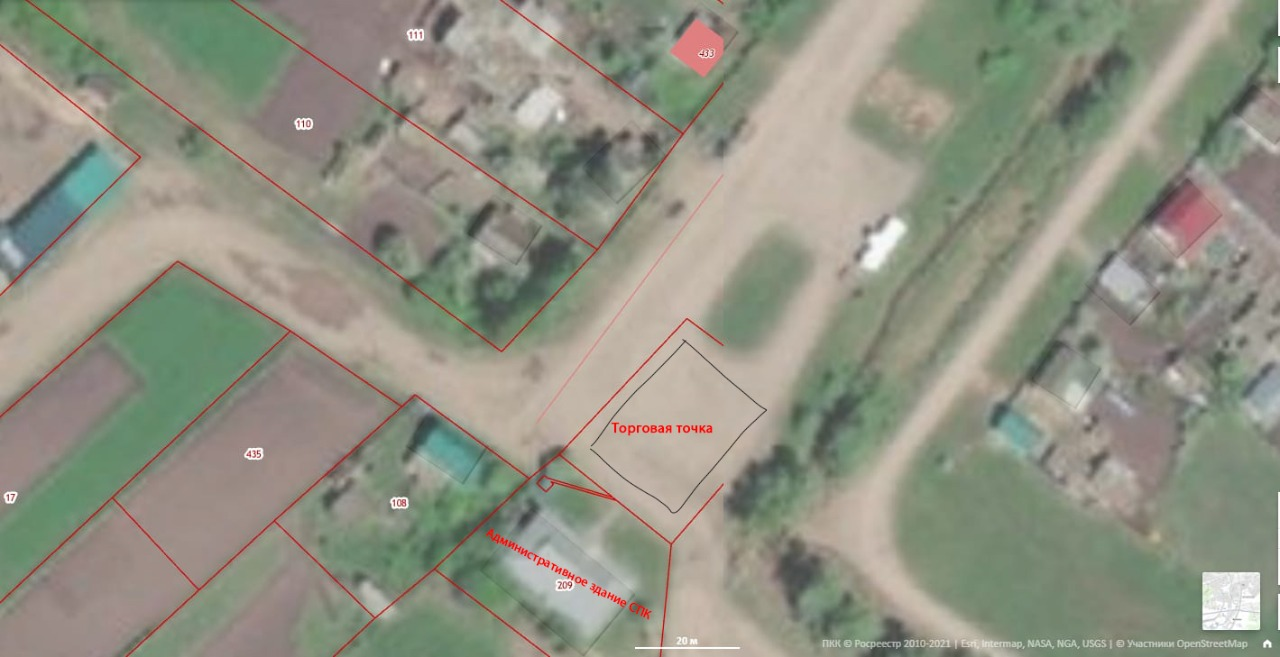 111
433
110
Торговая точка
435
17
108
Административное здание СПК
209
20 м
ПКК © Росреестр 2010-2021 | Esri, Intermap, NASA, NGA, USGS | © Участники OpenStreetMap